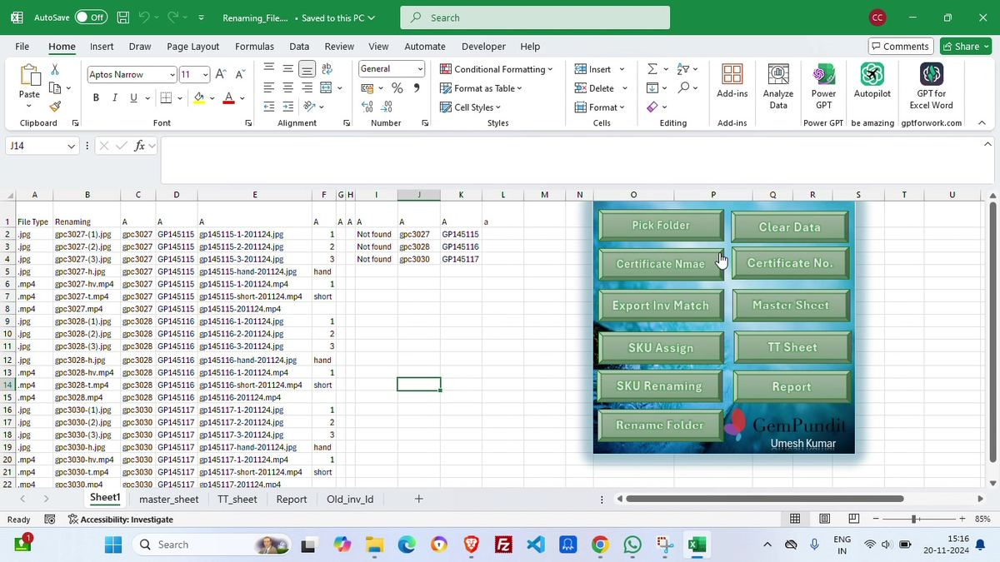 AutoSave Off Renaming_File.... • Saved to this PC Search CC
File Home Insert Draw Page Layout Formulas Data Review View Automate Developer Help Comments Share
Paste Aptos Narrow 11 General Conditional Formatting Format as Table Cell Styles Insert Delete Format Add-ins Analyze Data Power GPT Autopilot GPT for Excel Word
Clipboard Font Alignment Number Styles Cells Editing Add-ins Power GPT be amazing gptforwork.com
J14 fx
A B C D E F G H I J K L M N O P Q R S T U
1 File Type Renaming A A A A A A A A A a
2 .jpg gpc3027-(1).jpg gpc3027 GP145115 gp145115-1-201124.jpg 1 Not found gpc3027 GP145115
3 .jpg gpc3027-(2).jpg gpc3027 GP145115 gp145115-2-201124.jpg 2 Not found gpc3028 GP145116
4 .jpg gpc3027-(3).jpg gpc3027 GP145115 gp145115-3-201124.jpg 3 Not found gpc3030 GP145117
5 .jpg gpc3027-h.jpg gpc3027 GP145115 gp145115-hand-201124.jpg hand
6 .mp4 gpc3027-hv.mp4 gpc3027 GP145115 gp145115-1-201124.mp4 1
7 .mp4 gpc3027-t.mp4 gpc3027 GP145115 gp145115-short-201124.mp4 short
8 .mp4 gpc3027.mp4 gpc3027 GP145115 gp145115-201124.mp4
9 .jpg gpc3028-(1).jpg gpc3028 GP145116 gp145116-1-201124.jpg 1
10 .jpg gpc3028-(2).jpg gpc3028 GP145116 gp145116-2-201124.jpg 2
11 .jpg gpc3028-(3).jpg gpc3028 GP145116 gp145116-3-201124.jpg 3
12 .jpg gpc3028-h.jpg gpc3028 GP145116 gp145116-hand-201124.jpg hand
13 .mp4 gpc3028-hv.mp4 gpc3028 GP145116 gp145116-1-201124.mp4 1
14 .mp4 gpc3028-t.mp4 gpc3028 GP145116 gp145116-short-201124.mp4 short
15 .mp4 gpc3028.mp4 gpc3028 GP145116 gp145116-201124.mp4
16 .jpg gpc3030-(1).jpg gpc3030 GP145117 gp145117-1-201124.jpg 1
17 .jpg gpc3030-(2).jpg gpc3030 GP145117 gp145117-2-201124.jpg 2
18 .jpg gpc3030-(3).jpg gpc3030 GP145117 gp145117-3-201124.jpg 3
19 .jpg gpc3030-h.jpg gpc3030 GP145117 gp145117-hand-201124.jpg hand
20 .mp4 gpc3030-hv.mp4 gpc3030 GP145117 gp145117-1-201124.mp4 1
21 .mp4 gpc3030-t.mp4 gpc3030 GP145117 gp145117-short-201124.mp4 short
22 .mp4 gpc3030.mp4 gpc3030 GP145117 gp145117-201124.mp4
Pick Folder Clear Data
Certificate Nmae Certificate No.
Export Inv Match Master Sheet
SKU Assign TT Sheet
SKU Renaming Report
Rename Folder GemPundit
Umesh Kumar
Sheet1 master_sheet TT_sheet Report Old_inv_Id
Ready Accessibility: Investigate 85%
1 Search ENG 15:16
IN 20-11-2024